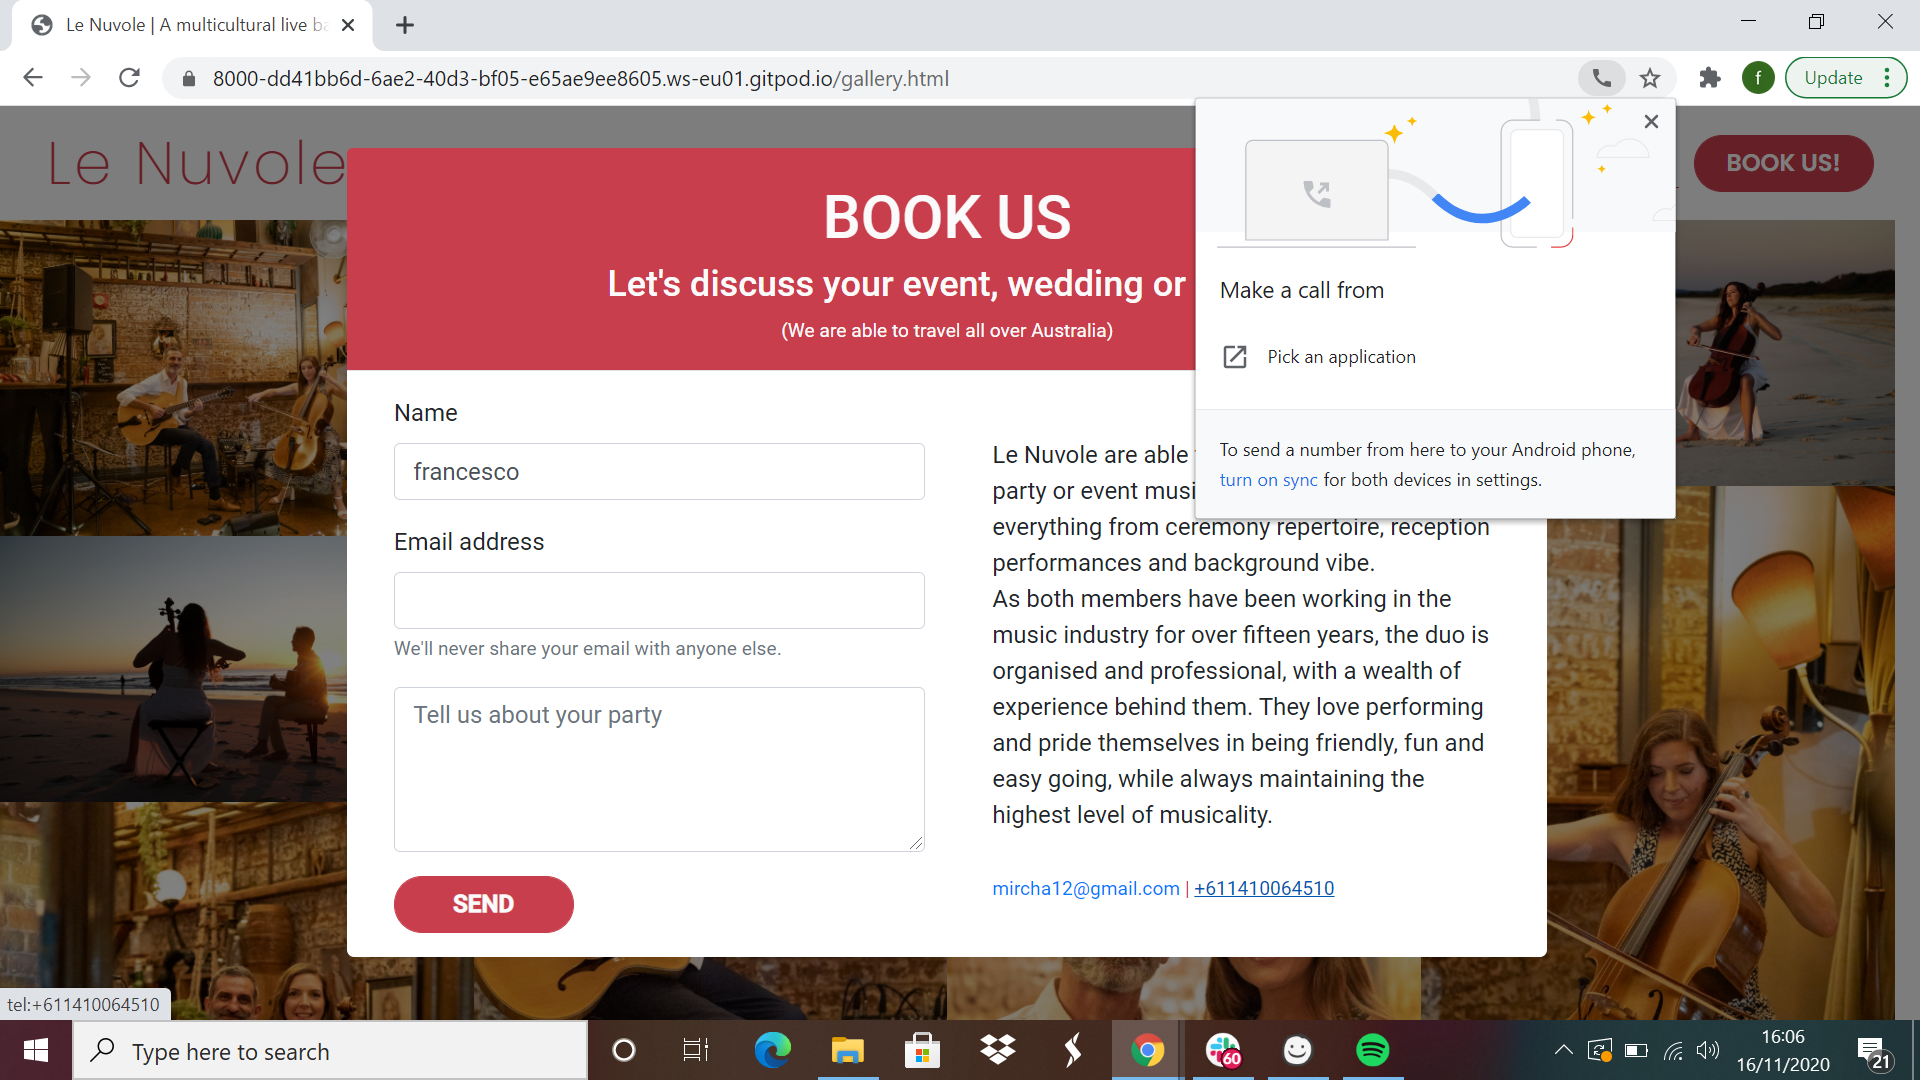 Le Nuvole | A multicultural live ba
8000-dd41bb6d-6ae2-40d3-bf05-e65ae9ee8605.ws-eu01.gitpod.io/gallery.html
f
Update
Le Nuvole
BOOK US!
BOOK US
Let's discuss your event, wedding or
(We are able to travel all over Australia)
Make a call from
Pick an application
To send a number from here to your Android phone,
turn on sync for both devices in settings.
Name
francesco
Email address
We'll never share your email with anyone else.
Tell us about your party
SEND
Le Nuvole are able
party or event musi
everything from ceremony repertoire, reception
performances and background vibe.
As both members have been working in the
music industry for over fifteen years, the duo is
organised and professional, with a wealth of
experience behind them. They love performing
and pride themselves in being friendly, fun and
easy going, while always maintaining the
highest level of musicality.
mircha12@gmail.com | +611410064510
tel:+611410064510
Type here to search
60
16:06
16/11/2020
21